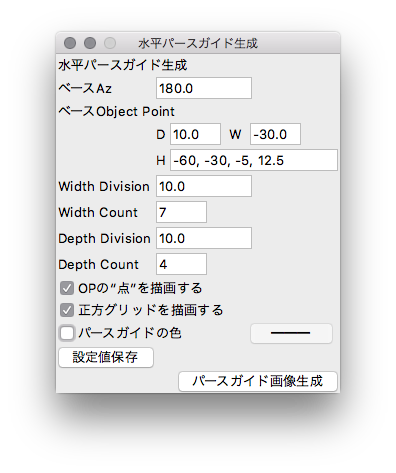 水平パースガイド生成
水平パースガイド生成
ベースAz 180.0
ベースObject Point
D 10.0 W -30.0
H -60, -30, -5, 12.5
Width Division 10.0
Width Count 7
Depth Division 10.0
Depth Count 4
OPの“点”を描画する
正方グリッドを描画する
パースガイドの色
設定値保存
パースガイド画像生成